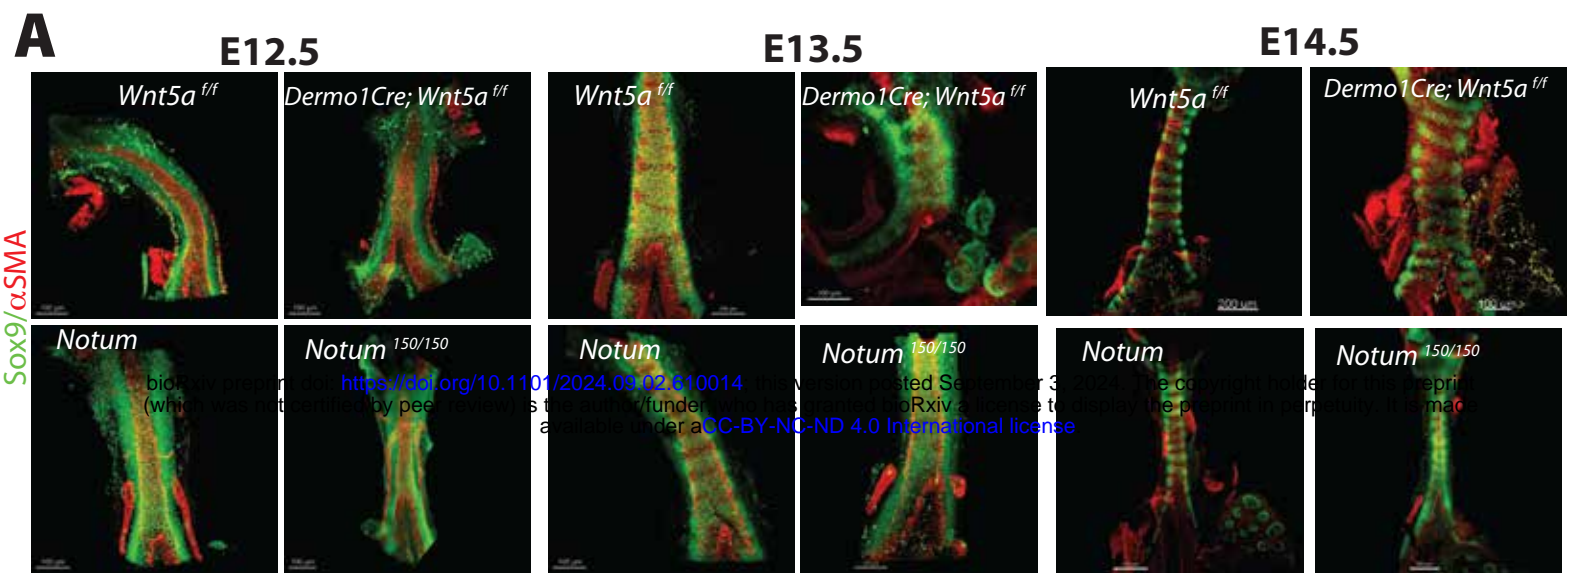 A
E12.5
E13.5
E14.5
Wnt5a f/f
Dermo1Cre; Wnt5a f/f
Wnt5a f/f
Dermo1Cre; Wnt5a f/f
Wnt5a f/f
Dermo1Cre; Wnt5a f/f
Sox9/αSMA
200 um
100 um
Notum
Notum 150/150
Notum
Notum 150/150
Notum
Notum 150/150
bioRxiv preprint doi: https://doi.org/10.1101/2024.09.02.610014; this version posted September 3, 2024. The copyright holder for this preprint
(which was not certified by peer review) is the author/funder, who has granted bioRxiv a license to display the preprint in perpetuity. It is made
available under aCC-BY-NC-ND 4.0 International license